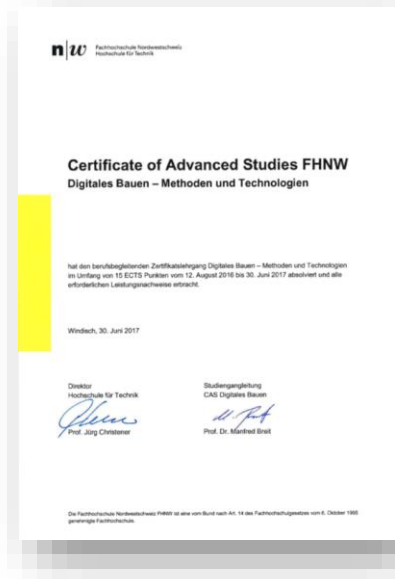 n|w Fachhochschule Nordwestschweiz
Hochschule für Technik
Certificate of Advanced Studies FHNW
Digitales Bauen – Methoden und Technologien
hat den berufsbegleitenden Zertifikatslehrgang Digitales Bauen – Methoden und Technologien
im Umfang von 15 ECTS Punkten vom 12. August 2016 bis 30. Juni 2017 absolviert und alle
erforderlichen Leistungsnachweise erbracht.
Windisch, 30. Juni 2017
Direktor
Hochschule für Technik
Studiengangleitung
CAS Digitales Bauen
Prof. Jürg Christener
Prof. Dr. Manfred Breit
Die Fachhochschule Nordwestschweiz FHNW ist eine vom Bund nach Art. 14 des Fachhochschulgesetzes vom 6. Oktober 1995
genehmigte Fachhochschule.